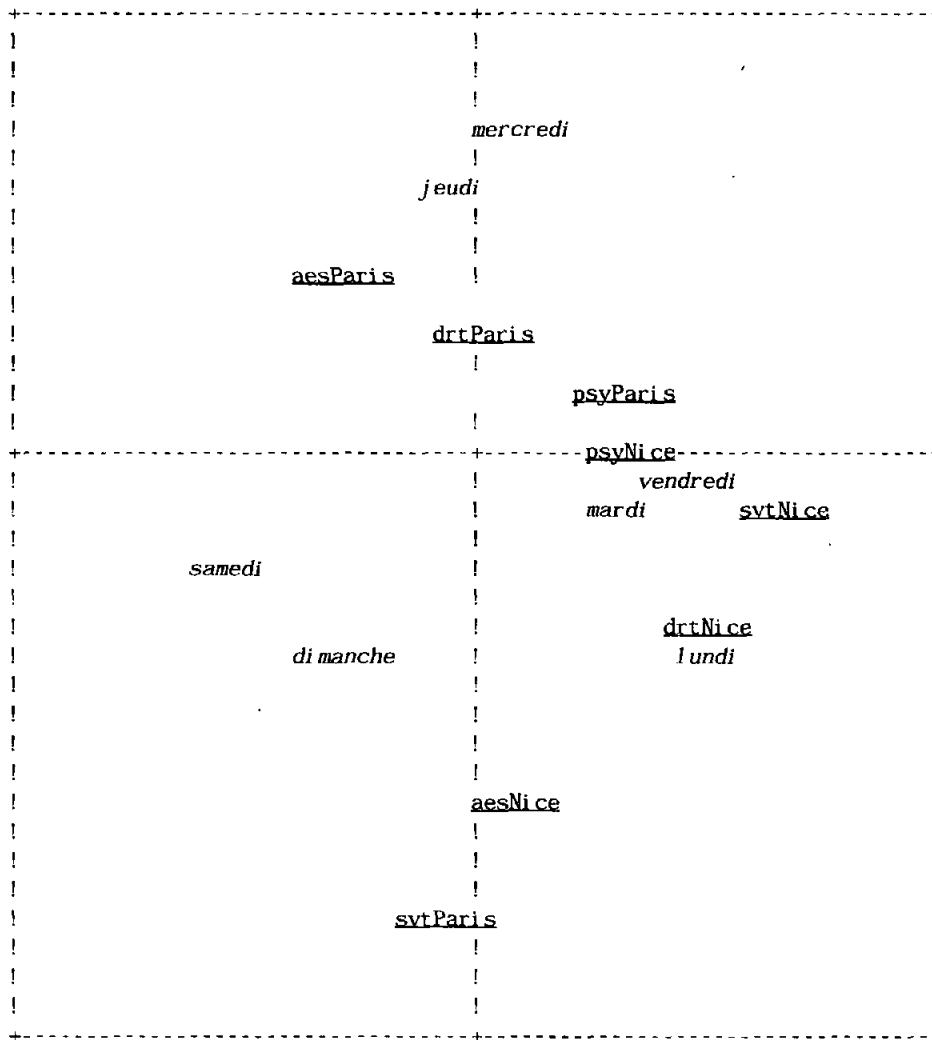 mercredi
jeudi
aesParis
drtParis
psyParis
psyNice
vendredi
mardi svtNice
samedi
drtNice
dimanche lundi
aesNice
svtParis